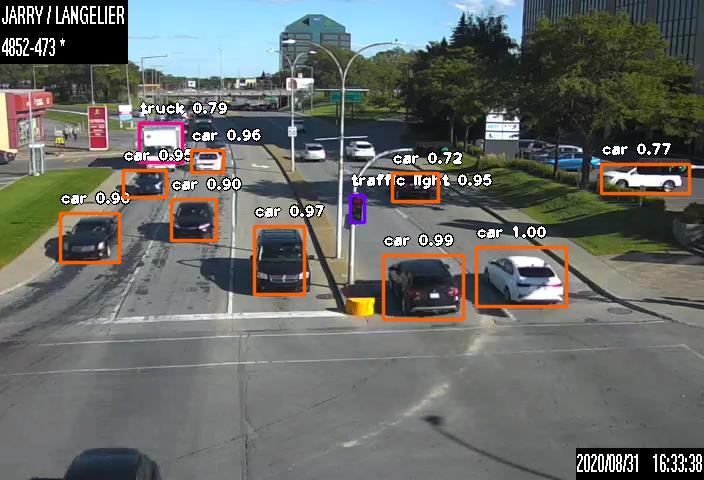 JARRY / LANGELIER
4852-473 *
truck 0.79
car 0.96
car 0.95
car 0.90
car 0.90
car 0.97
car 0.72
traffic light 0.95
car 0.77
car 0.99
car 1.00
2020/08/31 16:33:38